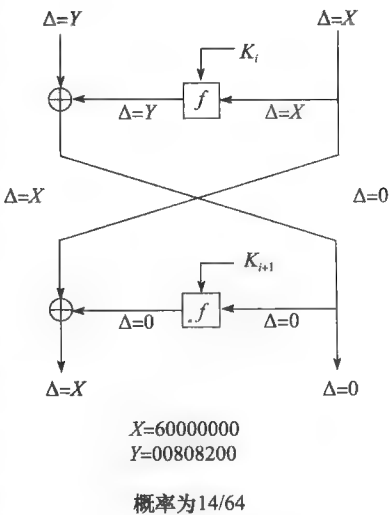 Δ=Y Δ=X
K_i
f
Δ=Y Δ=X
Δ=X Δ=0
K_{i+1}
f
Δ=0 Δ=0
Δ=X Δ=0
X=60000000
Y=00808200
概率为14/64